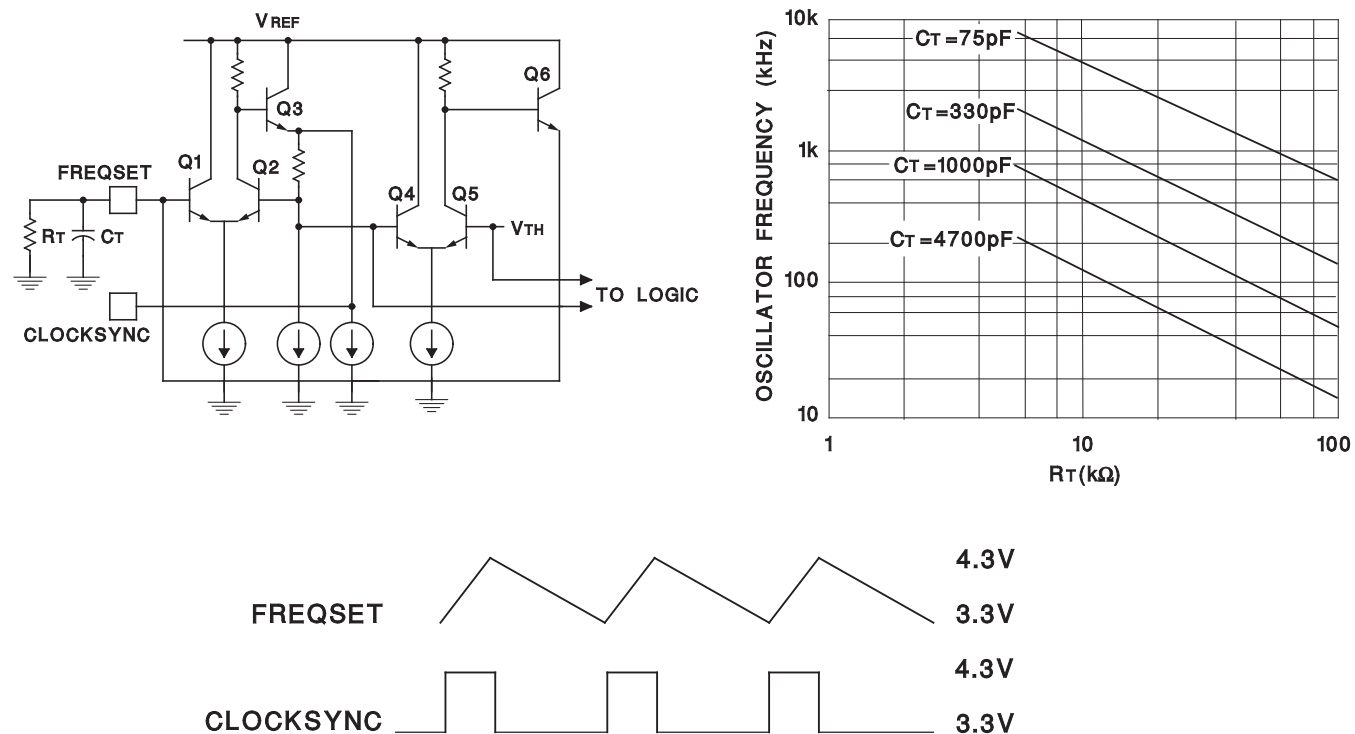 VREF
Q6
Q3
Q1
Q2
FREQSET
Q4
Q5
RT
CT
VTH
TO LOGIC
CLOCKSYNC
OSCILLATOR FREQUENCY (kHz)
10k
1k
100
10
CT=75pF
CT=330pF
CT=1000pF
CT=4700pF
1
10
100
RT(kΩ)
4.3V
FREQSET
3.3V
4.3V
CLOCKSYNC
3.3V